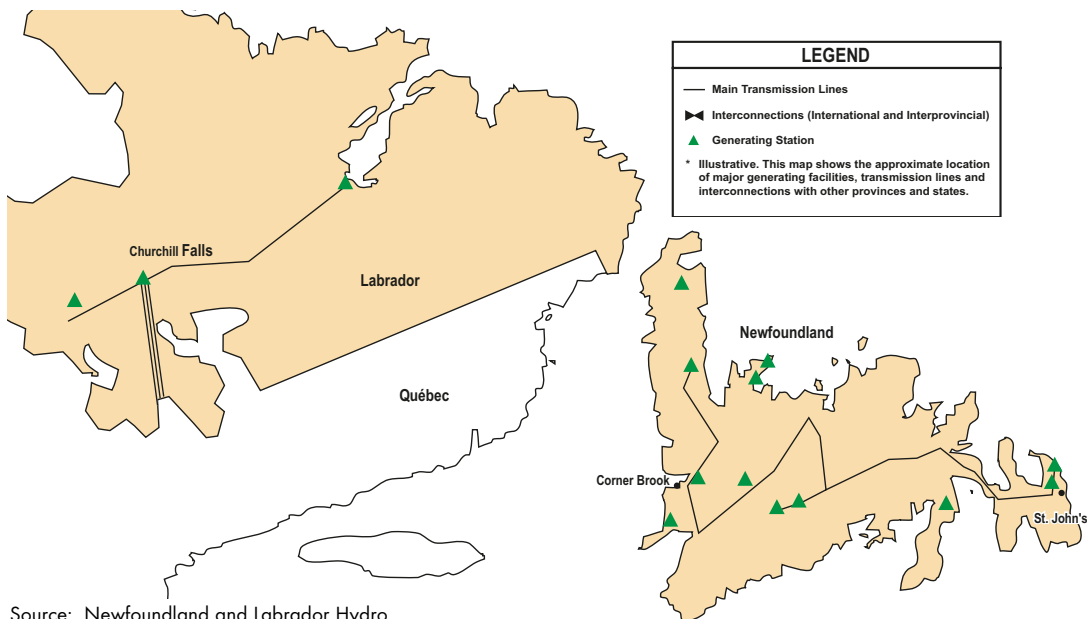 LEGEND
Main Transmission Lines
Interconnections (International and Interprovincial)
Generating Station
* Illustrative. This map shows the approximate location
of major generating facilities, transmission lines and
interconnections with other provinces and states.
Churchill Falls
Labrador
Québec
Newfoundland
Corner Brook
St. John's
Source: Newfoundland and Labrador Hydro